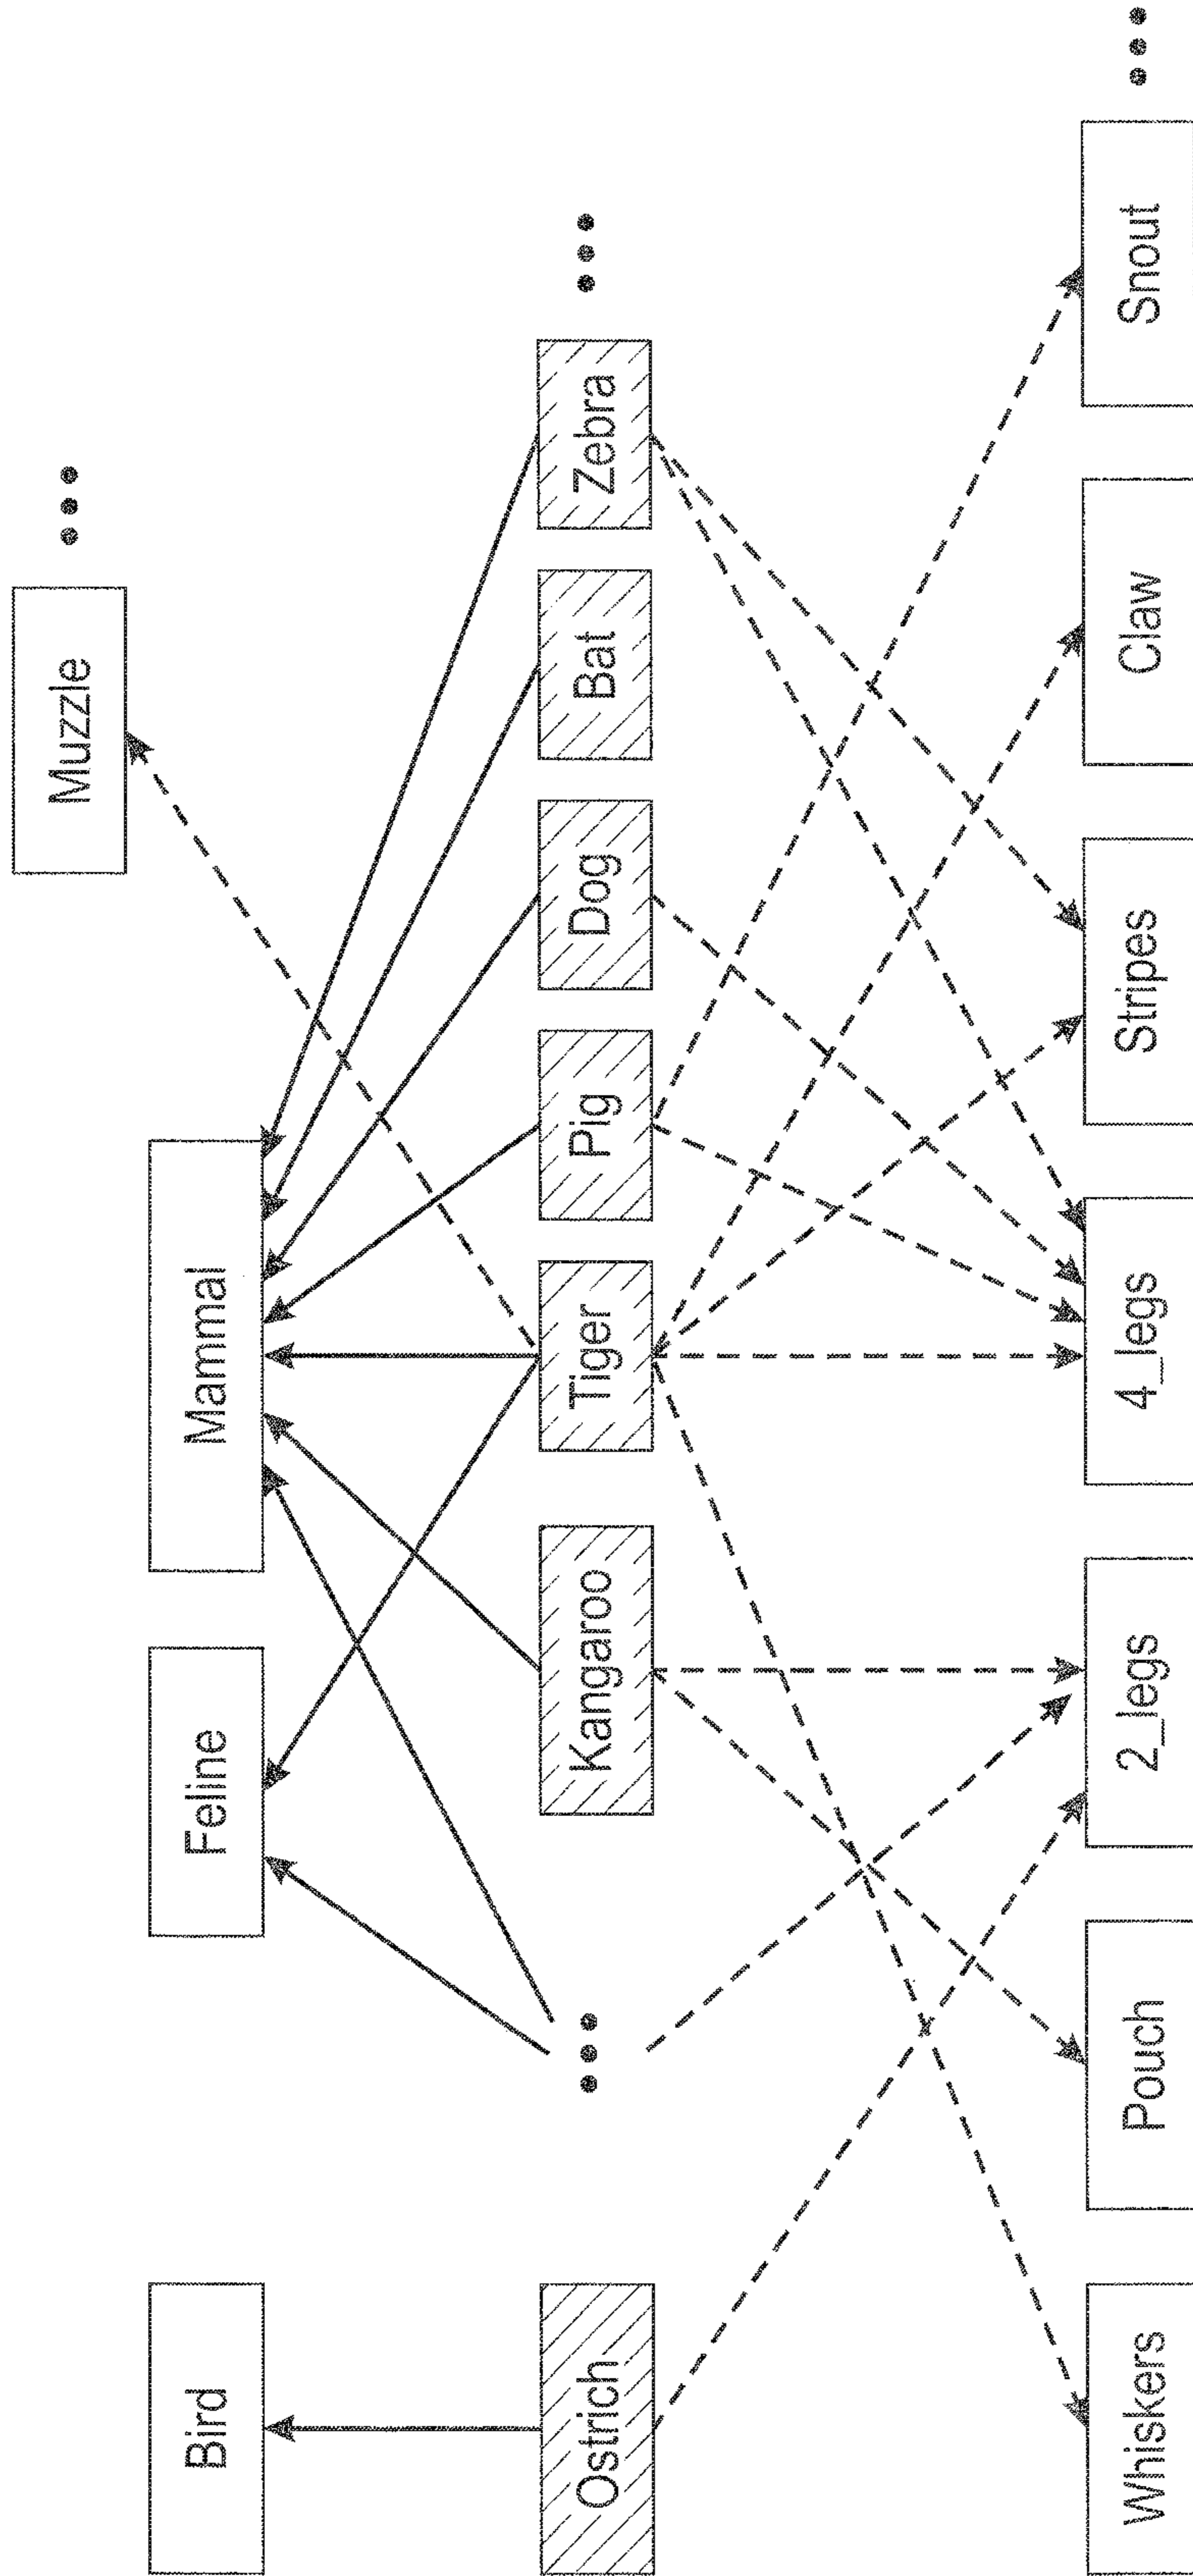 Muzzle
Bird
Feline
Mammal
Ostrich
Kangaroo
Tiger
Pig
Dog
Bat
Zebra
Whiskers
Pouch
2_legs
4_legs
Stripes
Claw
Snout